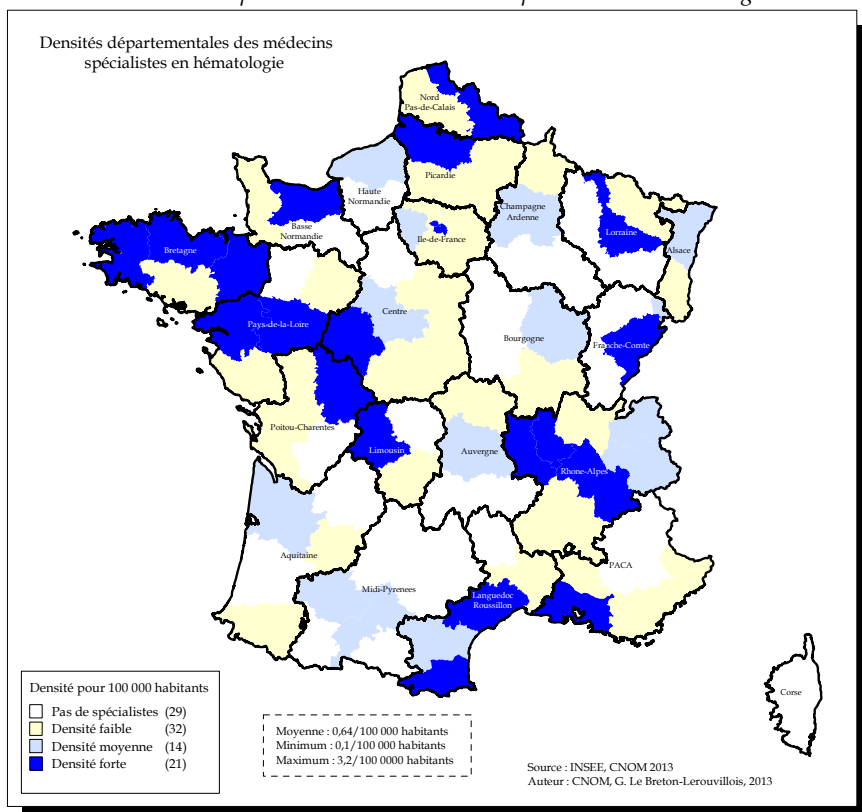 Densités départementales des médecins
spécialistes en hématologie
Nord
Pas-de-Calais
Picardie
Haute
Normandie
Basse
Normandie
Champagne
Ardenne
Lorraine
Ile-de-France
Alsace
Bretagne
Pays-de-la-Loire
Centre
Bourgogne
Franche-Comte
Poitou-Charentes
Limousin
Auvergne
Rhone-Alpes
Aquitaine
PACA
Midi-Pyrenees
Languedoc
Roussillon
Corse
Densité pour 100 000 habitants
Pas de spécialistes (29)
Densité faible (32)
Densité moyenne (14)
Densité forte (21)
Moyenne : 0,64/100 000 habitants
Minimum : 0,1/100 000 habitants
Maximum : 3,2/100 0000 habitants
Source : INSEE, CNOM 2013
Auteur : CNOM, G. Le Breton-Lerouvillois, 2013